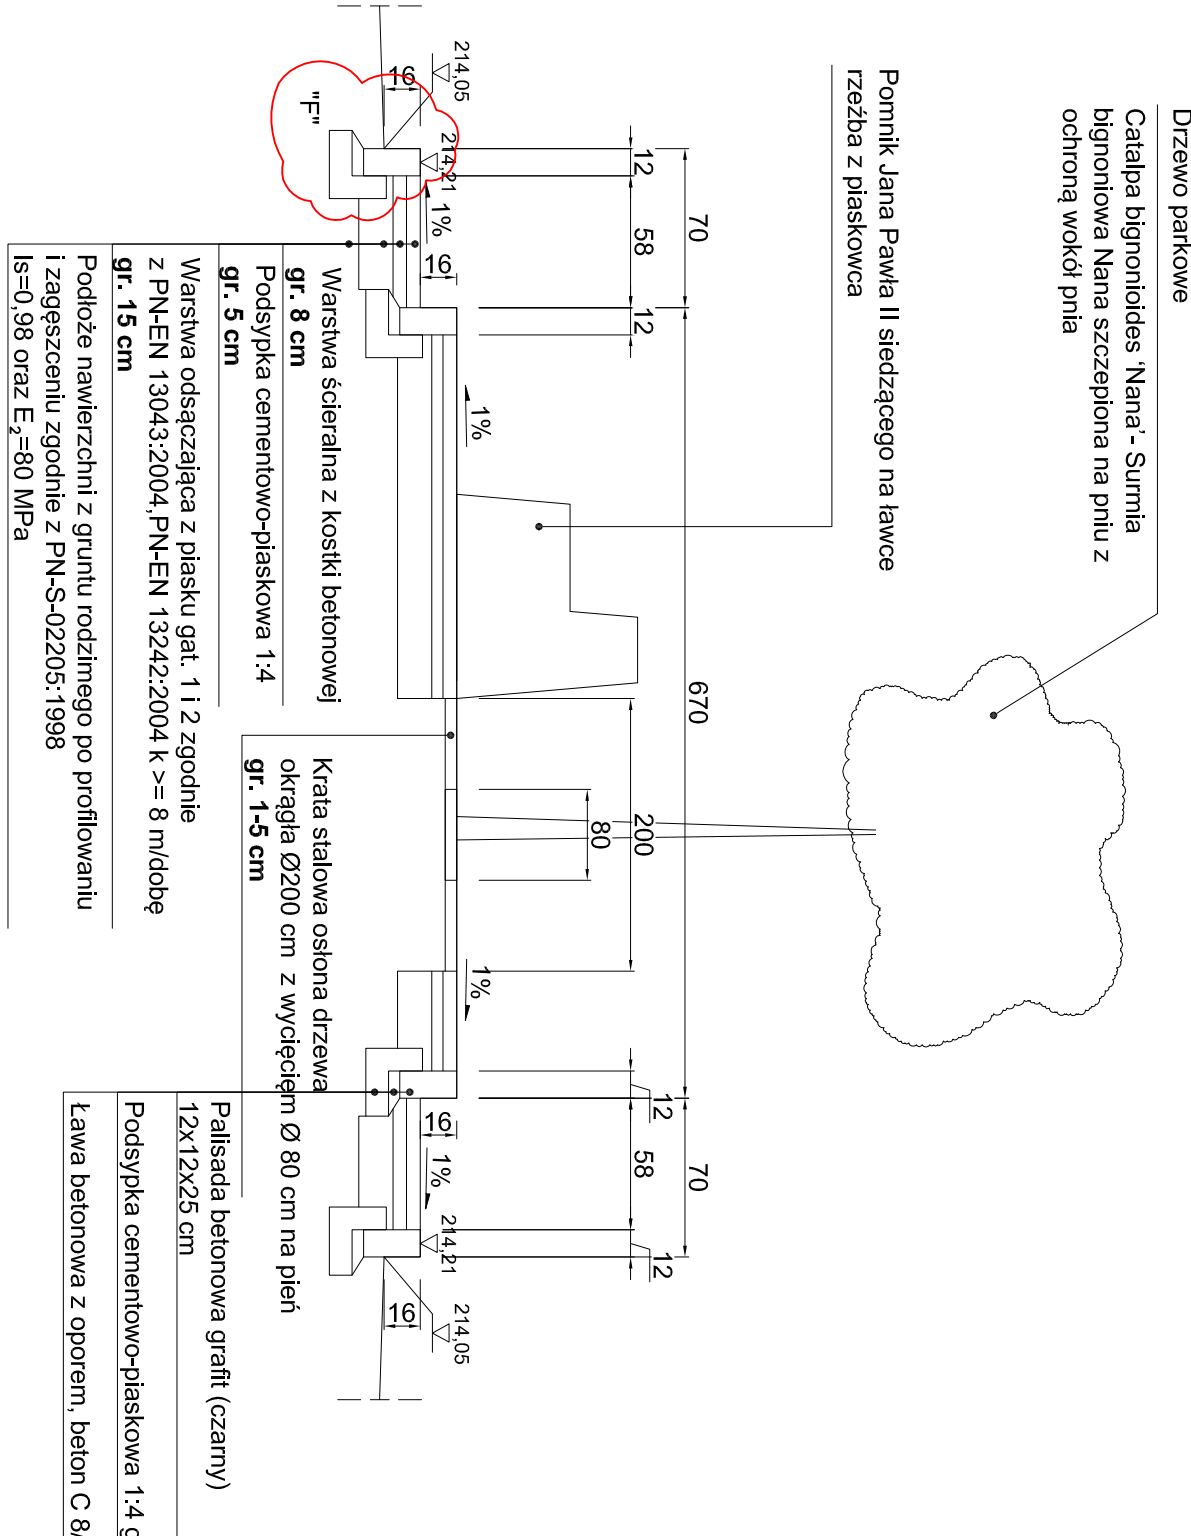 Drzewo parkowe
Catalpa bignonioides 'Nana' - Surmia
bignoniowa Nana szczepiona na pniu z
ochroną wokół pnia
Pomnik Jana Pawła II siedzącego na ławce
rzeźba z piaskowca
70
670
70
12
58
12
200
12
58
12
80
214,05
214,21
16
"F"
1%
16
1%
1%
16
1%
214,21
214,05
16
Warstwa ścieralna z kostki betonowej
gr. 8 cm
Podsypka cementowo-piaskowa 1:4
gr. 5 cm
Warstwa odsączająca z piasku gat. 1 i 2 zgodnie
z PN-EN 13043:2004,PN-EN 13242:2004 k >= 8 m/dobę
gr. 15 cm
Podłoże nawierzchni z gruntu rodzimego po profilowaniu
i zagęszceniu zgodnie z PN-S-02205:1998
Is=0,98 oraz E₂=80 MPa
Krata stalowa osłona drzewa
okrągła Ø200 cm z wycięciem Ø 80 cm na pień
gr. 1-5 cm
Palisada betonowa grafit (czarny)
12x12x25 cm
Podsypka cementowo-piaskowa 1:4 g
Ława betonowa z oporem, beton C 8/